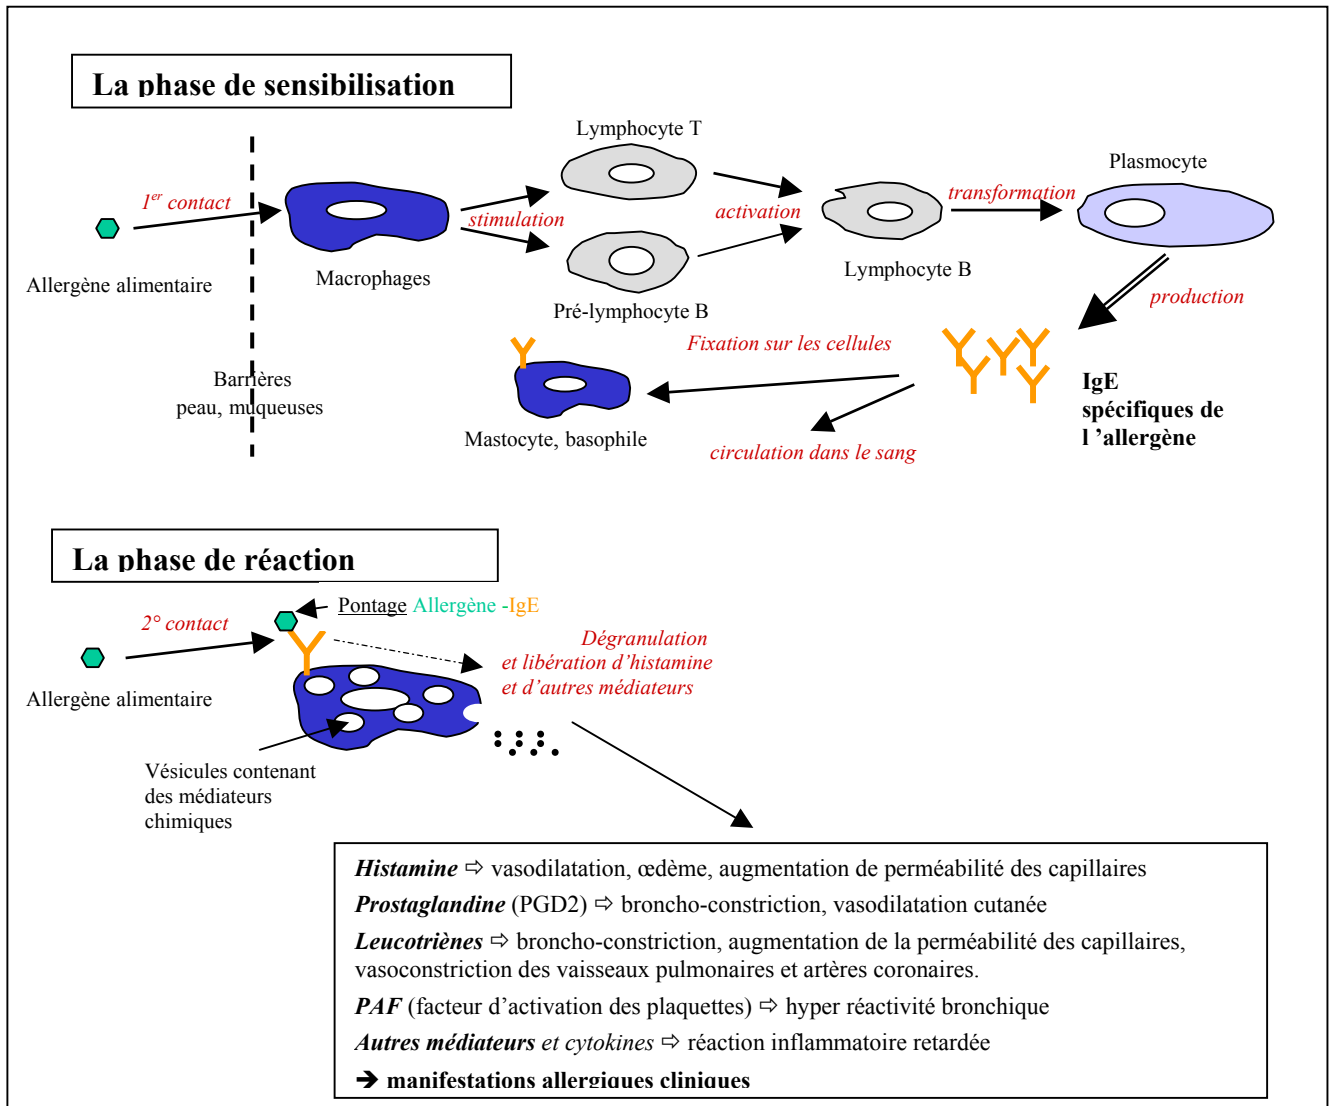 La phase de sensibilisation
Lymphocyte T
Plasmocyte
1er contact
stimulation
activation
transformation
Allergène alimentaire
Macrophages
Lymphocyte B
Pré-lymphocyte B
production
Fixation sur les cellules
Barrières
peau, muqueuses
IgE
spécifiques de
l ’allergène
Mastocyte, basophile
circulation dans le sang
La phase de réaction
Pontage Allergène -IgE
2° contact
Dégranulation
et libération d’histamine
et d’autres médiateurs
Allergène alimentaire
Vésicules contenant
des médiateurs
chimiques
Histamine ⇨ vasodilatation, œdème, augmentation de perméabilité des capillaires
Prostaglandine (PGD2) ⇨ broncho-constriction, vasodilatation cutanée
Leucotriènes ⇨ broncho-constriction, augmentation de la perméabilité des capillaires,
vasoconstriction des vaisseaux pulmonaires et artères coronaires.
PAF (facteur d’activation des plaquettes) ⇨ hyper réactivité bronchique
Autres médiateurs et cytokines ⇨ réaction inflammatoire retardée
➔ manifestations allergiques cliniques